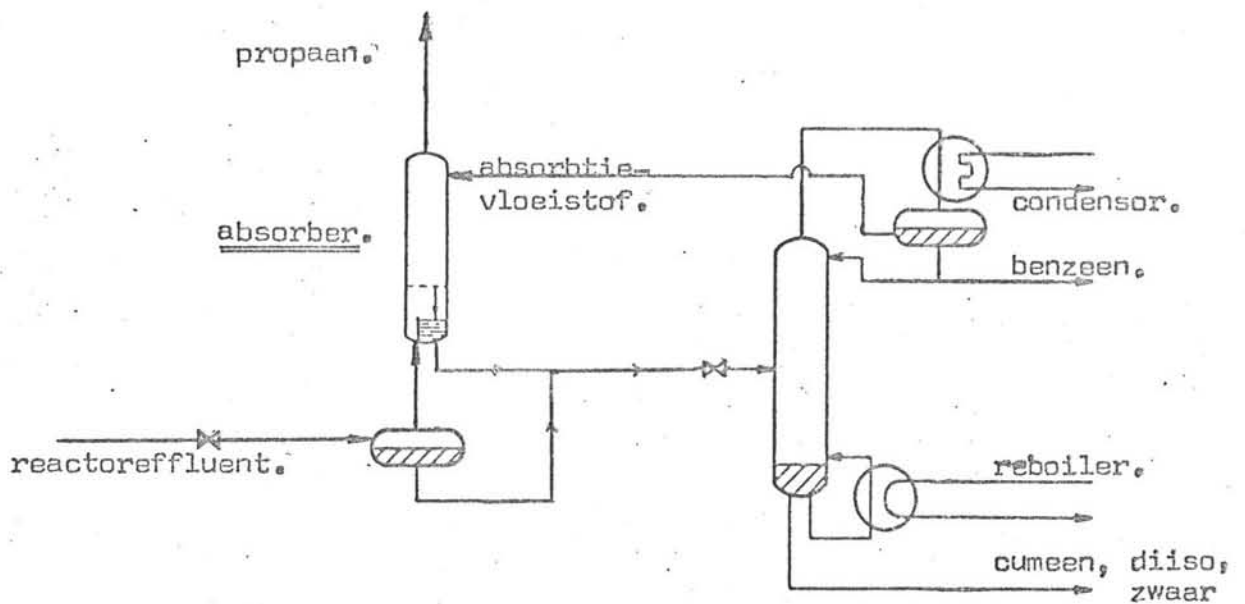 propaan.
absorbtie-
vloeistof.
condensor.
absorber.
benzeen.
reactoreffluent.
reboiler.
cumeen, diiso,
zwaar